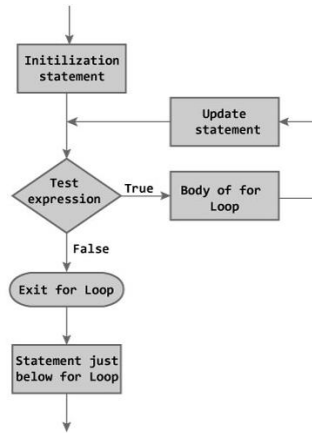 Initilization
statement
Update
statement
Test
expression
True
Body of for
Loop
False
Exit for Loop
Statement just
below for Loop